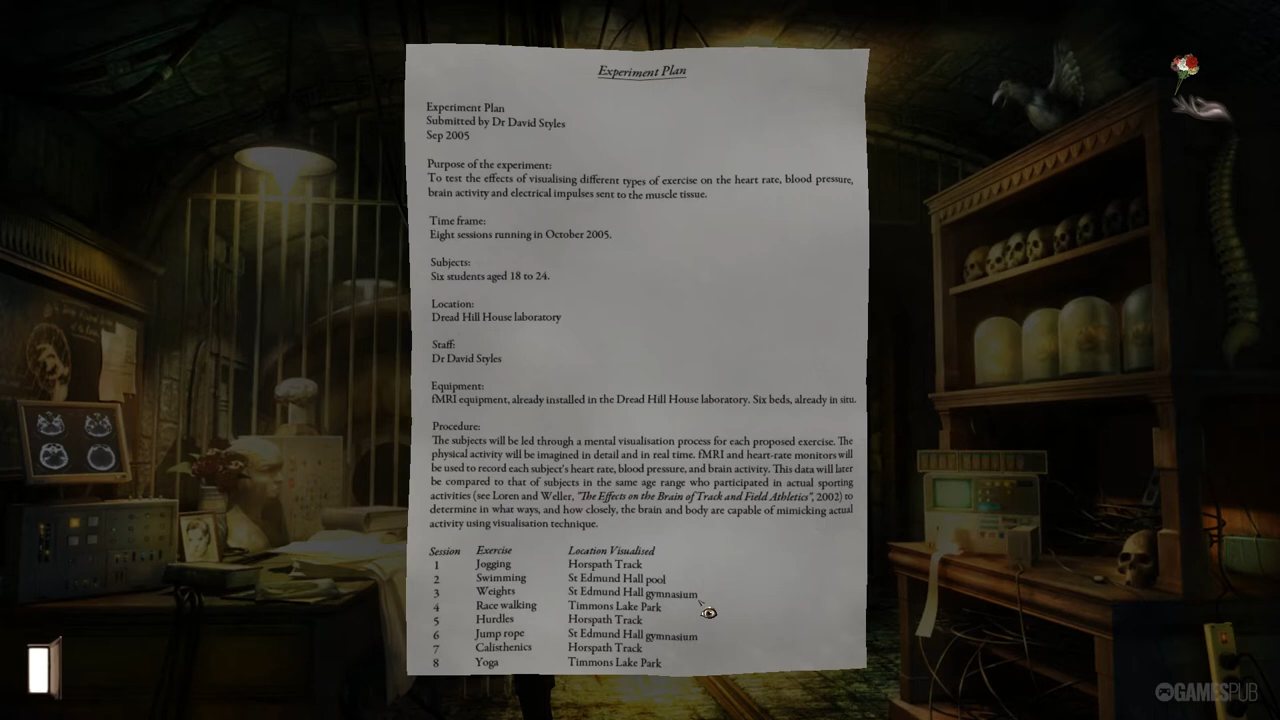 Experiment Plan
Experiment Plan
Submitted by Dr David Styles
Sep 2005
Purpose of the experiment:
To test the effects of visualising different types of exercise on the heart rate, blood pressure,
brain activity and electrical impulses sent to the muscle tissue.
Time frame:
Eight sessions running in October 2005.
Subjects:
Six students aged 18 to 24.
Location:
Dread Hill House laboratory
Staff:
Dr David Styles
Equipment:
fMRI equipment, already installed in the Dread Hill House laboratory. Six beds, already in situ.
Procedure:
The subjects will be led through a mental visualisation process for each proposed exercise. The
physical activity will be imagined in detail and in real time. fMRI and heart-rate monitors will
be used to record each subject's heart rate, blood pressure, and brain activity. This data will later
be compared to that of subjects in the same age range who participated in actual sporting
activities (see Loren and Weller, "The Effects on the Brain of Track and Field Athletics", 2002) to
determine in what ways, and how closely, the brain and body are capable of mimicking actual
activity using visualisation technique.
Session Exercise Location Visualised
1 Jogging Horspath Track
2 Swimming St Edmund Hall pool
3 Weights St Edmund Hall gymnasium
4 Race walking Timmons Lake Park
5 Hurdles Horspath Track
6 Jump rope St Edmund Hall gymnasium
7 Calisthenics Horspath Track
8 Yoga Timmons Lake Park
GAMESPUB